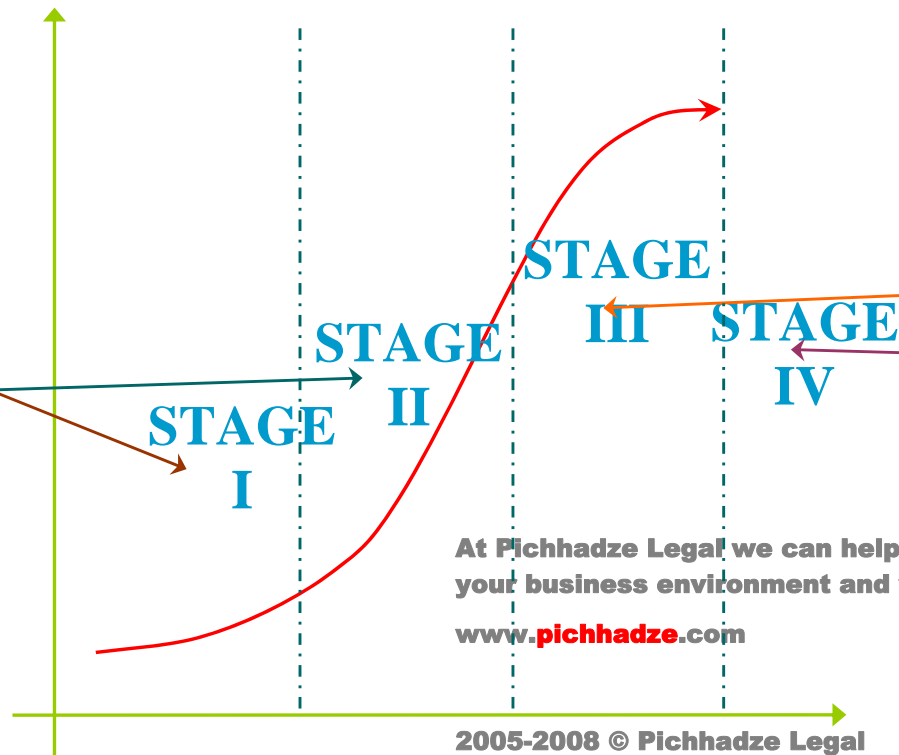 STAGE
III
STAGE
IV
STAGE
II
STAGE
I
At Pichhadze Legal we can help
your business environment and
www.pichhadze.com
2005-2008 © Pichhadze Legal